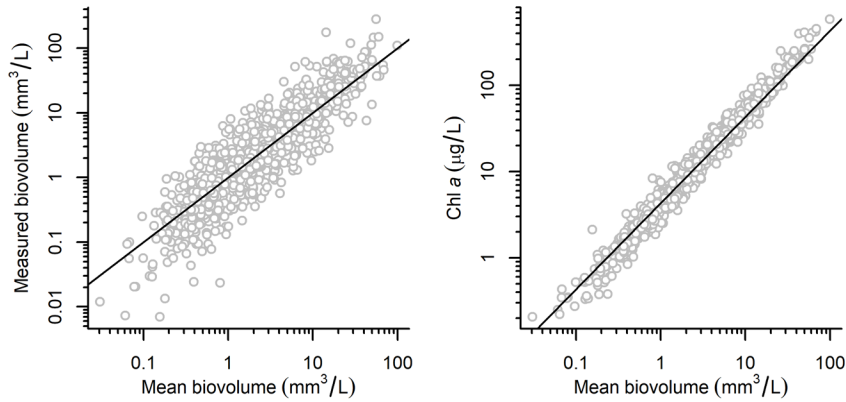 Measured biovolume (mm³/L)
100
10
1
0.1
0.01
0.1 1 10 100
Mean biovolume (mm³/L)
Chl a (μg/L)
100
10
1
0.1 1 10 100
Mean biovolume (mm³/L)